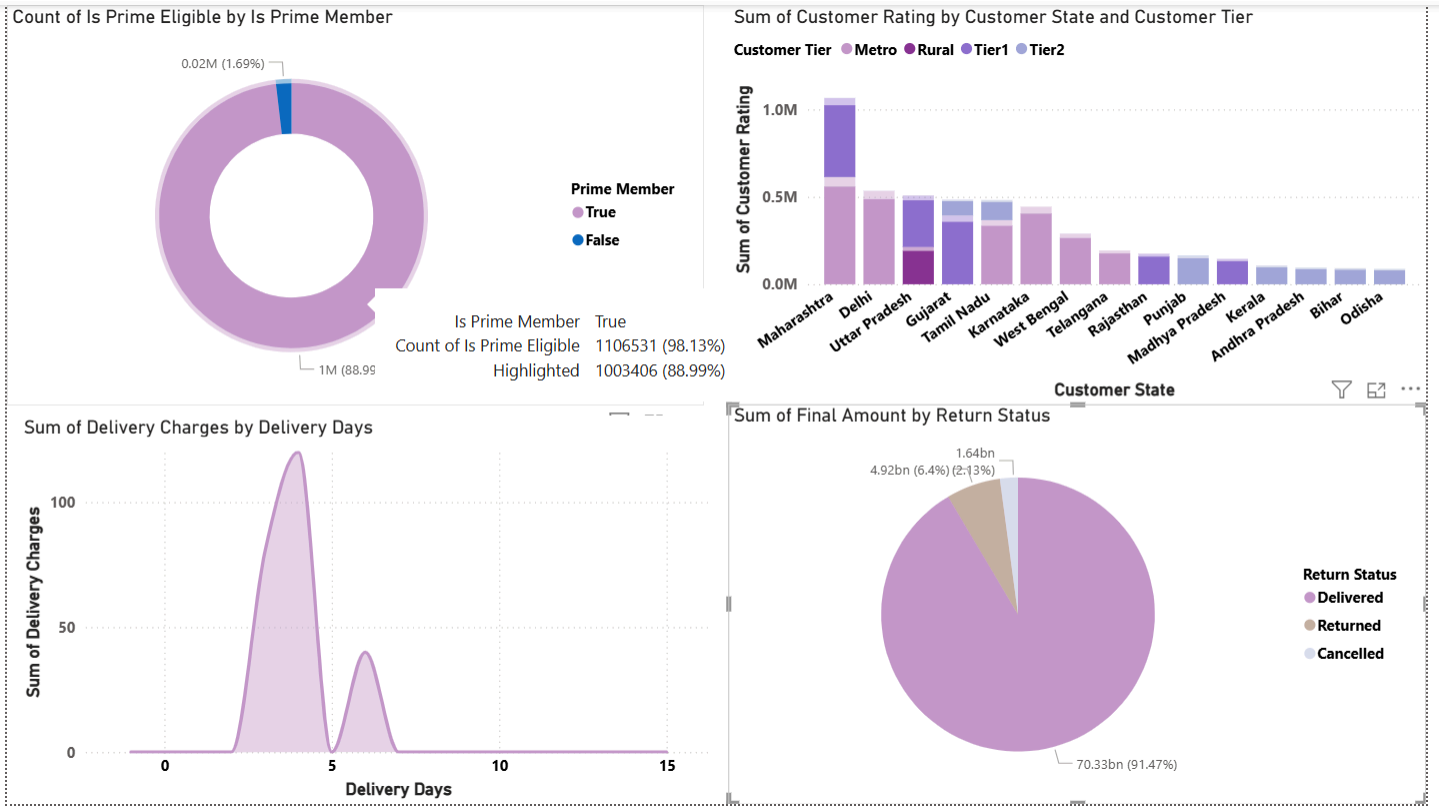 Count of Is Prime Eligible by Is Prime Member
0.02M (1.69%)
Prime Member
True
False
Is Prime Member True
Count of Is Prime Eligible 1106531 (98.13%)
Highlighted 1003406 (88.99%)
1M (88.99
Sum of Customer Rating by Customer State and Customer Tier
Customer Tier Metro Rural Tier1 Tier2
Sum of Customer Rating
1.0M
0.5M
0.0M
Maharashtra
Delhi
Uttar Pradesh
Gujarat
Tamil Nadu
Karnataka
West Bengal
Telangana
Rajasthan
Punjab
Madhya Pradesh
Kerala
Andhra Pradesh
Bihar
Odisha
Customer State
Sum of Delivery Charges by Delivery Days
Sum of Delivery Charges
100
50
0
0 5 10 15
Delivery Days
Sum of Final Amount by Return Status
1.64bn
4.92bn (6.4%) (2.13%)
Return Status
Delivered
Returned
Cancelled
70.33bn (91.47%)